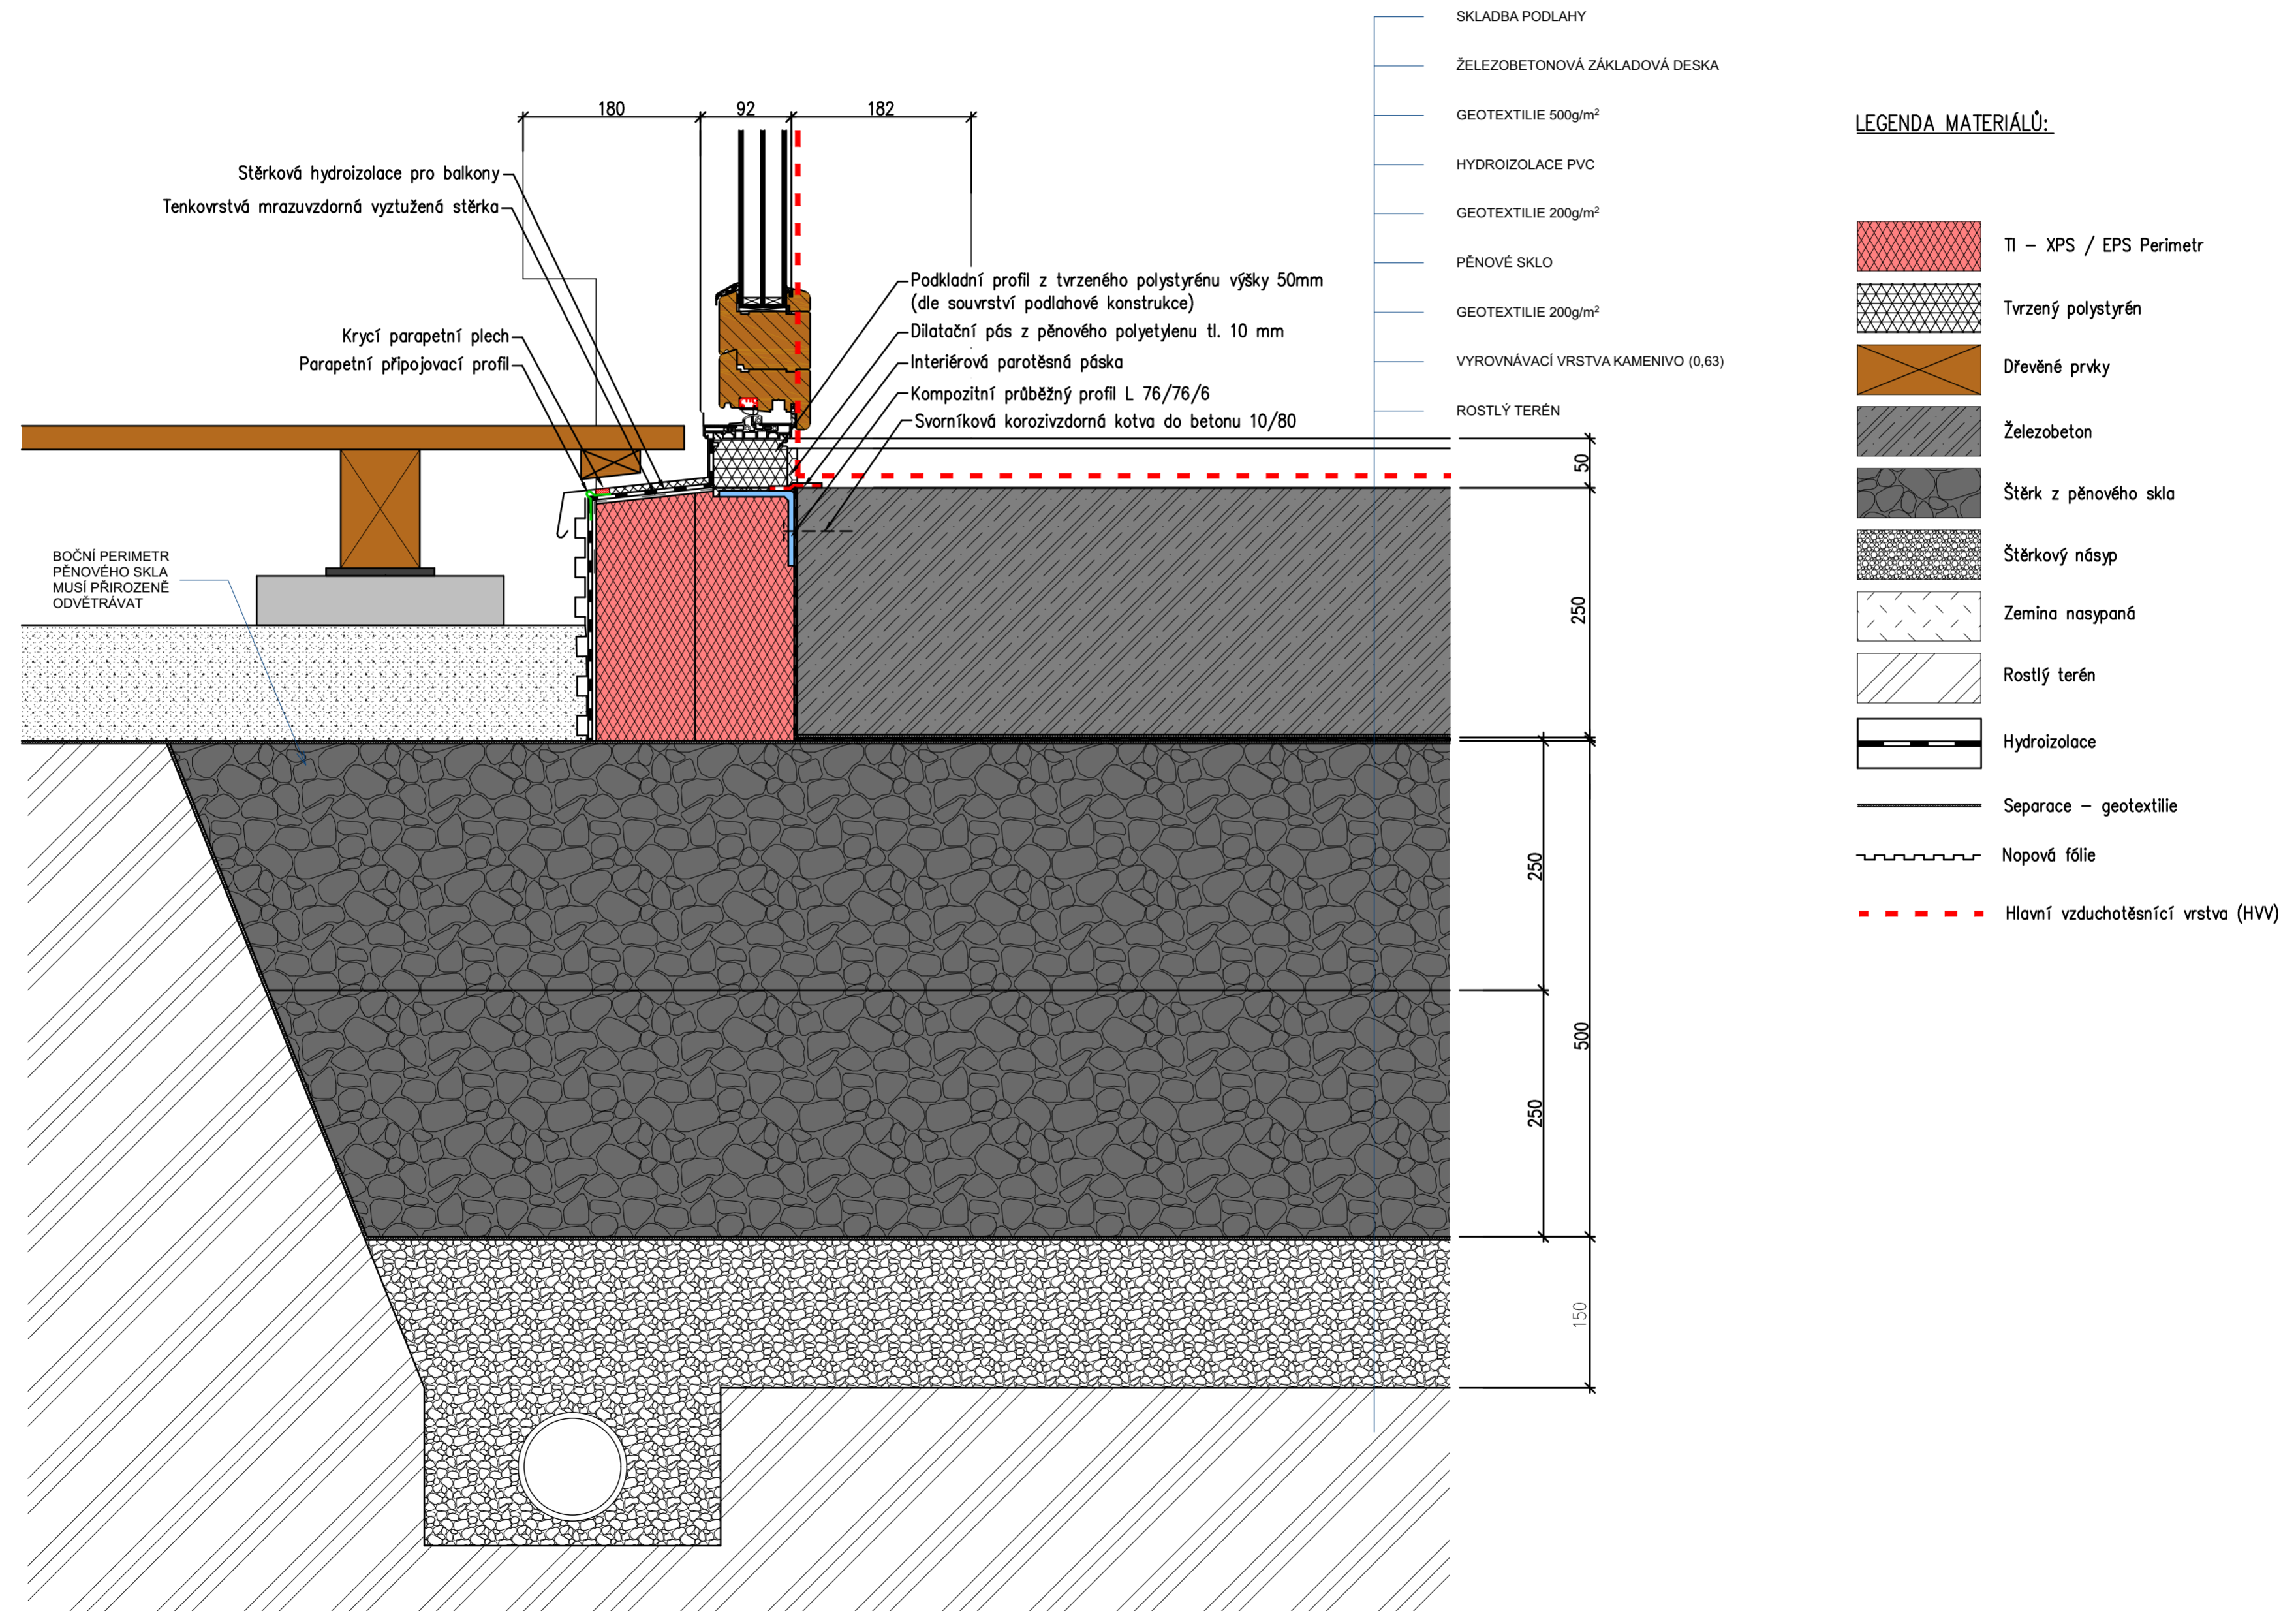 SKLADBA PODLAHY
ŽELEZOBETONOVÁ ZÁKLADOVÁ DESKA
GEOTEXTILIE 500g/m²
HYDROIZOLACE PVC
GEOTEXTILIE 200g/m²
PĚNOVÉ SKLO
GEOTEXTILIE 200g/m²
VYROVNÁVACÍ VRSTVA KAMENIVO (0,63)
ROSTLÝ TERÉN
180
92
182
Stěrková hydroizolace pro balkony
Tenkovrstvá mrazuvzdorná vyztužená stěrka
Krycí parapetní plech
Parapetní připojovací profil
Podkladní profil z tvrzeného polystyrénu výšky 50mm
(dle souvrství podlahové konstrukce)
Dilatační pás z pěnového polyetylenu tl. 10 mm
Interiérová parotěsná páska
Kompozitní průběžný profil L 76/76/6
Svorníková korozivzdorná kotva do betonu 10/80
BOČNÍ PERIMETR
PĚNOVÉHO SKLA
MUSÍ PŘIROZENĚ
ODVĚTRÁVAT
50
250
250
500
250
150
LEGENDA MATERIÁLŮ:
TI – XPS / EPS Perimetr
Tvrzený polystyrén
Dřevěné prvky
Železobeton
Štěrk z pěnového skla
Štěrkový násyp
Zemina nasypaná
Rostlý terén
Hydroizolace
Separace – geotextilie
Nopová fólie
Hlavní vzduchotěsnící vrstva (HVV)